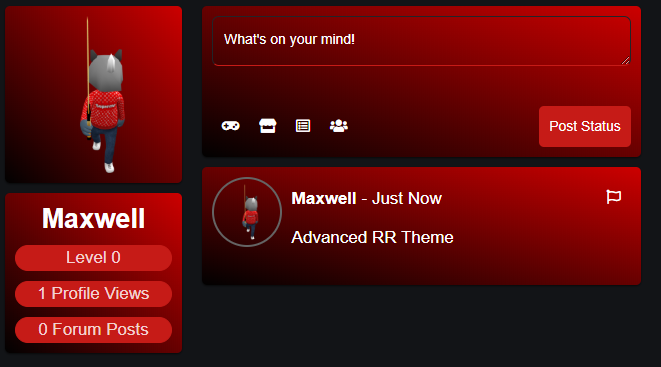 What's on your mind!
Post Status
Maxwell
Level 0
1 Profile Views
0 Forum Posts
Maxwell - Just Now
Advanced RR Theme